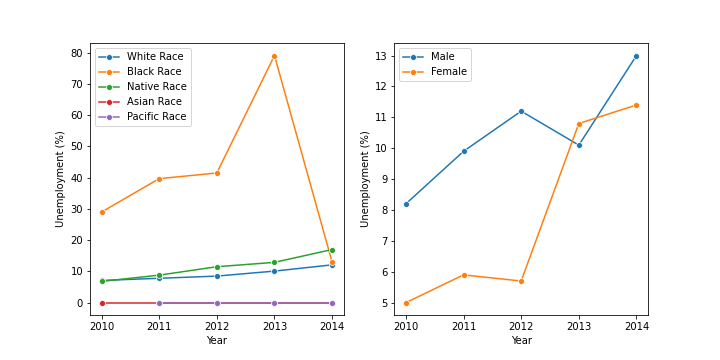 80
70
60
50
40
30
20
10
0
Unemployment (%)
White Race
Black Race
Native Race
Asian Race
Pacific Race
2010 2011 2012 2013 2014
Year
13
12
11
10
9
8
7
6
5
Unemployment (%)
Male
Female
2010 2011 2012 2013 2014
Year